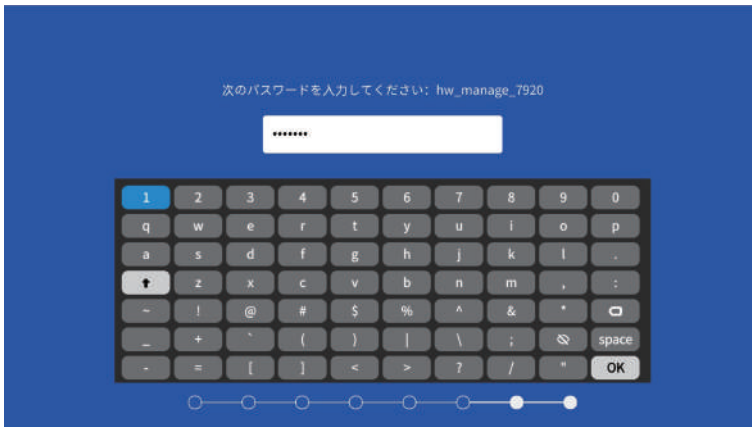 次のパスワードを入力してください: hw_manage_7920
•••••••
1 2 3 4 5 6 7 8 9 0
q w e r t y u i o p
a s d f g h j k l .
z x c v b n m , :
~ ! @ # $ % ^ & *
_ + ` ( ) | \ ; space
- = [ ] < > ? / " OK